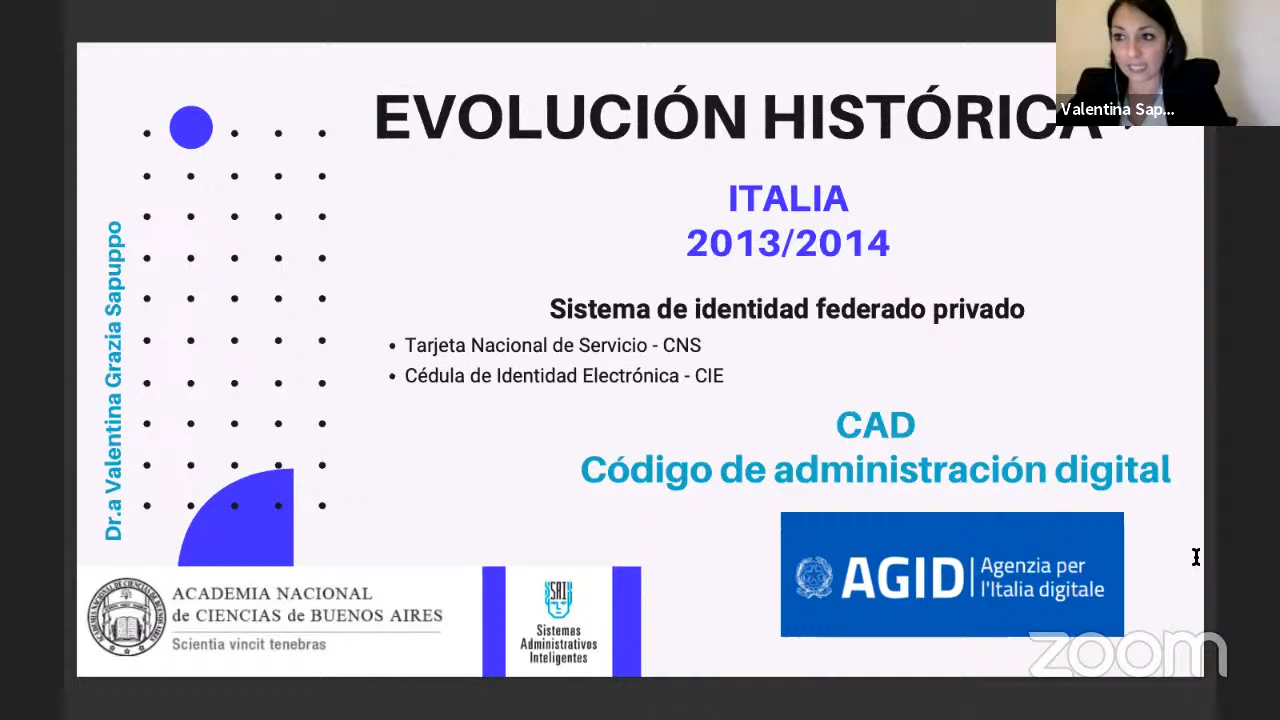 EVOLUCIÓN HISTÓRICA
Valentina Sap...
ITALIA
2013/2014
Sistema de identidad federado privado
• Tarjeta Nacional de Servicio - CNS
• Cédula de Identidad Electrónica - CIE
CAD
Código de administración digital
Dr.a Valentina Grazia Sapuppo
ACADEMIA NACIONAL
de CIENCIAS de BUENOS AIRES
Scientia vincit tenebras
SAI
Sistemas
Administrativos
Inteligentes
AGID
Agenzia per
l'Italia digitale
zoom